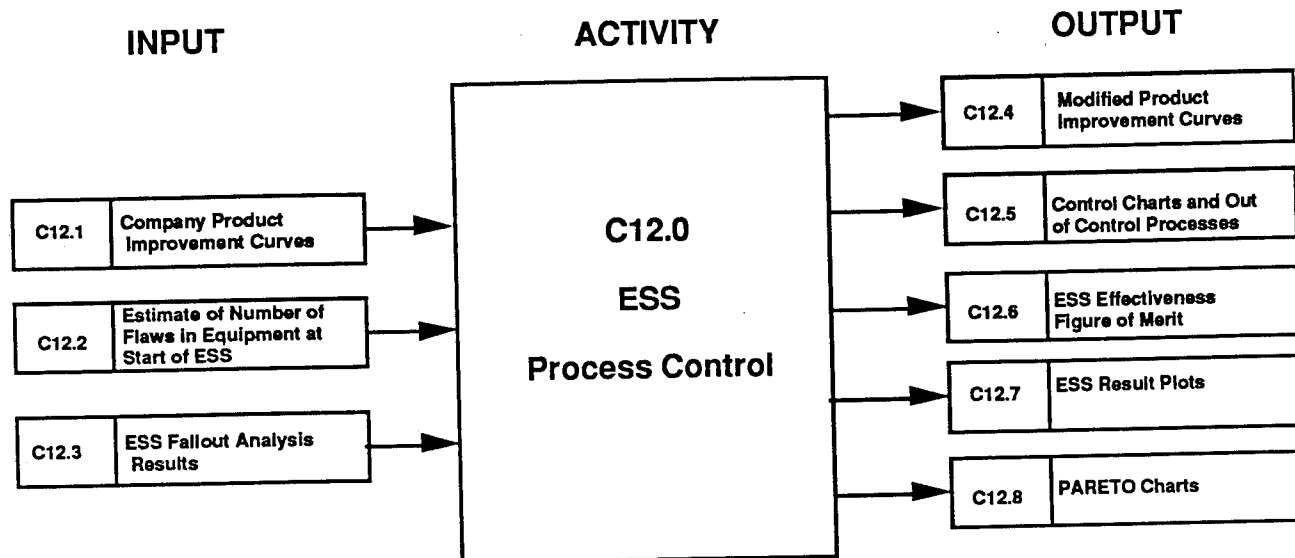 INPUT
ACTIVITY
OUTPUT
C12.1
Company Product
Improvement Curves
C12.2
Estimate of Number of
Flaws in Equipment at
Start of ESS
C12.3
ESS Fallout Analysis
Results
C12.0
ESS
Process Control
C12.4
Modified Product
Improvement Curves
C12.5
Control Charts and Out
of Control Processes
C12.6
ESS Effectiveness
Figure of Merit
C12.7
ESS Result Plots
C12.8
PARETO Charts